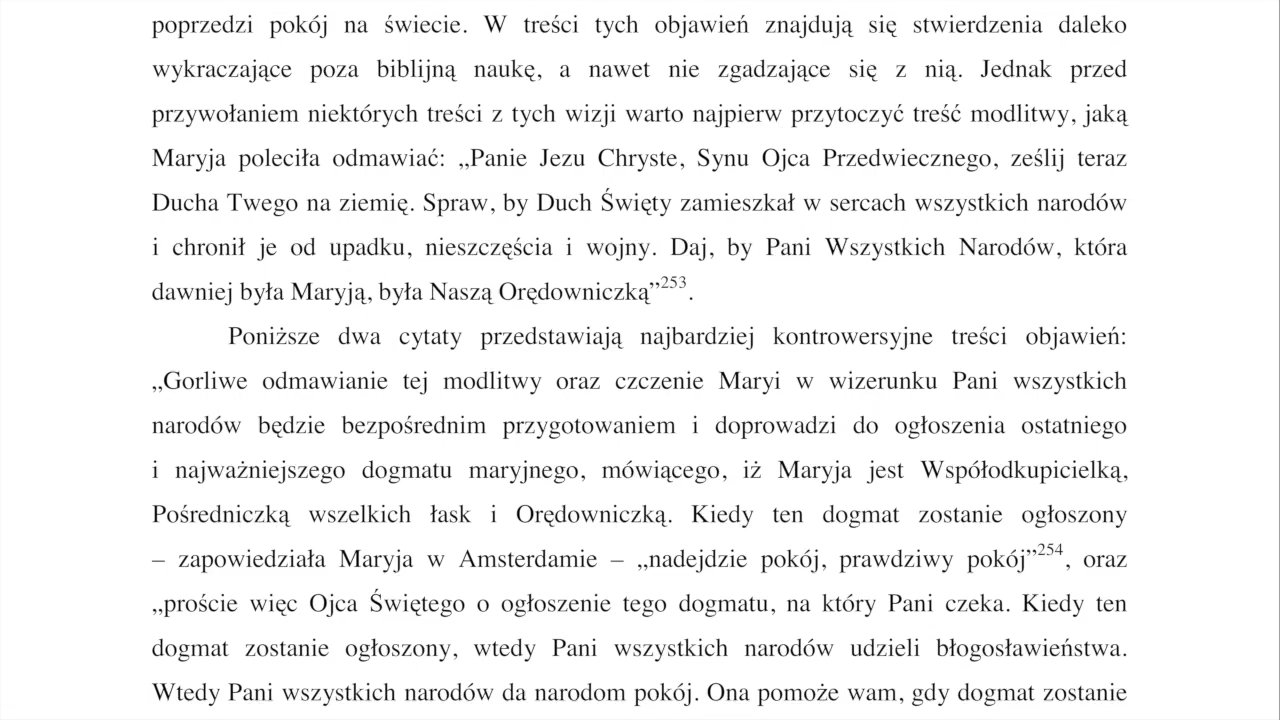 poprzedzi pokój na świecie. W treści tych objawień znajdują się stwierdzenia daleko
wykraczające poza biblijną naukę, a nawet nie zgadzające się z nią. Jednak przed
przywołaniem niektórych treści z tych wizji warto najpierw przytoczyć treść modlitwy, jaką
Maryja poleciła odmawiać: „Panie Jezu Chryste, Synu Ojca Przedwiecznego, ześlij teraz
Ducha Twego na ziemię. Spraw, by Duch Święty zamieszkał w sercach wszystkich narodów
i chronił je od upadku, nieszczęścia i wojny. Daj, by Pani Wszystkich Narodów, która
dawniej była Maryją, była Naszą Orędowniczką”253.
Poniższe dwa cytaty przedstawiają najbardziej kontrowersyjne treści objawień:
„Gorliwe odmawianie tej modlitwy oraz czczenie Maryi w wizerunku Pani wszystkich
narodów będzie bezpośrednim przygotowaniem i doprowadzi do ogłoszenia ostatniego
i najważniejszego dogmatu maryjnego, mówiącego, iż Maryja jest Współodkupicielką,
Pośredniczką wszelkich łask i Orędowniczką. Kiedy ten dogmat zostanie ogłoszony
– zapowiedziała Maryja w Amsterdamie – „nadejdzie pokój, prawdziwy pokój”254, oraz
„proście więc Ojca Świętego o ogłoszenie tego dogmatu, na który Pani czeka. Kiedy ten
dogmat zostanie ogłoszony, wtedy Pani wszystkich narodów udzieli błogosławieństwa.
Wtedy Pani wszystkich narodów da narodom pokój. Ona pomoże wam, gdy dogmat zostanie